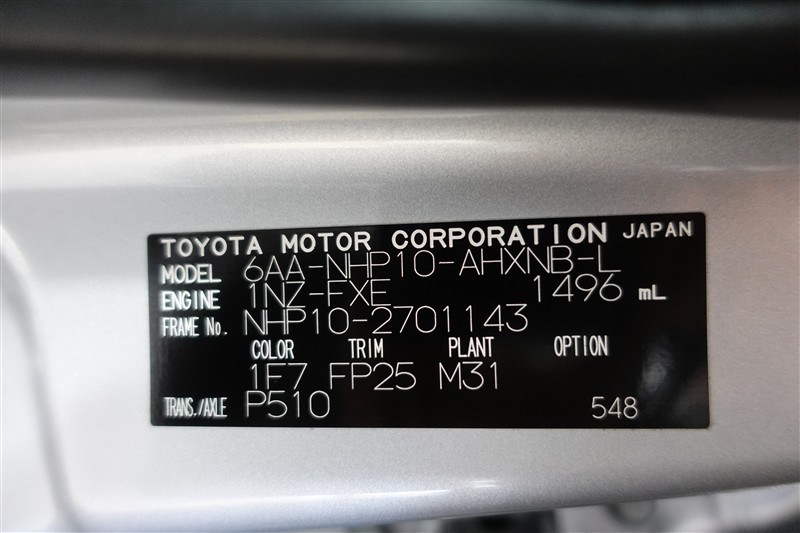 TOYOTA MOTOR CORPORATION JAPAN
MODEL 6AA-NHP10-AHXNB-L
ENGINE 1NZ-FXE 1496 mL
FRAME No. NHP10-2701143
COLOR TRIM PLANT OPTION
1F7 FP25 M31
TRANS./AXLE P510 548